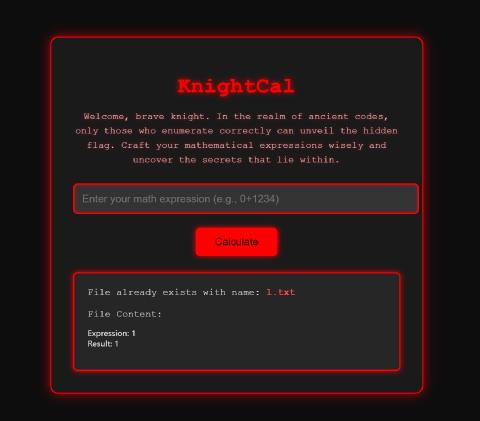 KnightCal
Welcome, brave knight. In the realm of ancient codes,
only those who enumerate correctly can unveil the hidden
flag. Craft your mathematical expressions wisely and
uncover the secrets that lie within.
Enter your math expression (e.g., 0+1234)
Calculate
File already exists with name: 1.txt
File Content:
Expression: 1
Result: 1